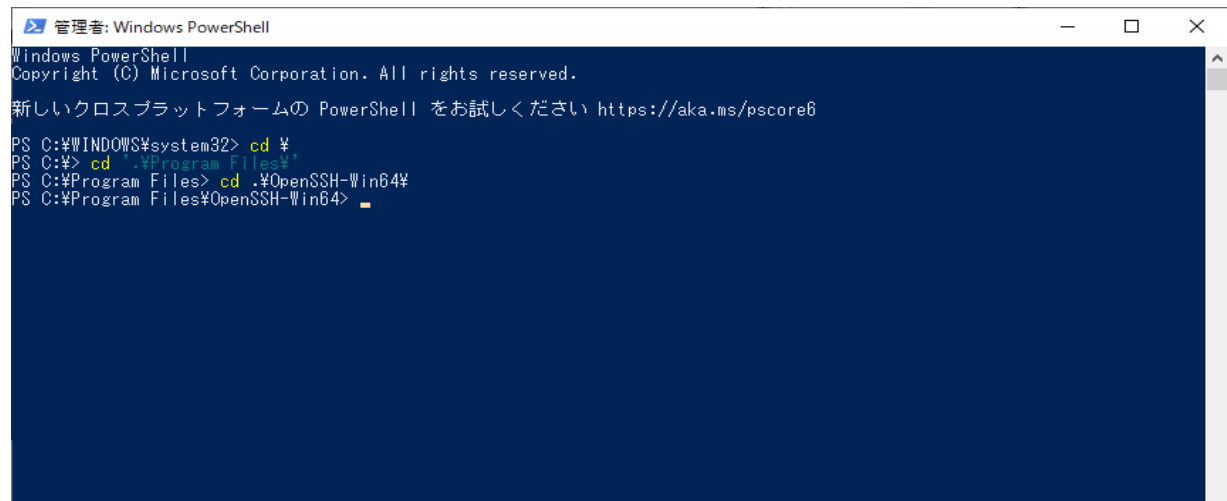 管理者: Windows PowerShell
Windows PowerShell
Copyright (C) Microsoft Corporation. All rights reserved.
新しいクロスプラットフォームの PowerShell をお試しください https://aka.ms/pscore6
PS C:¥WINDOWS¥system32> cd ¥
PS C:¥> cd '.¥Program Files¥'
PS C:¥Program Files> cd .¥OpenSSH-Win64¥
PS C:¥Program Files¥OpenSSH-Win64>